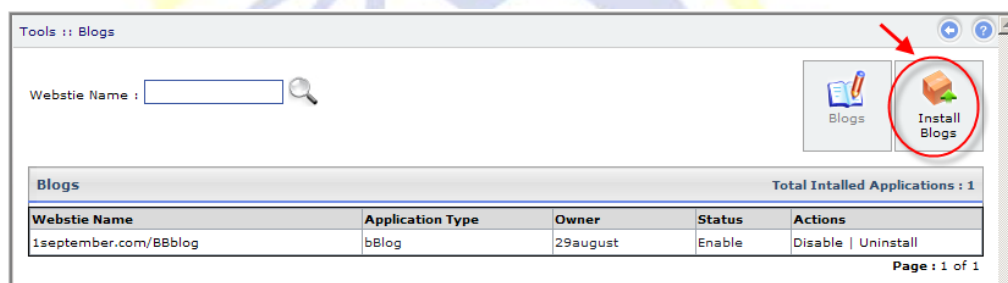 Tools :: Blogs
Webstie Name :
Blogs
Install
Blogs
Blogs Total Intalled Applications : 1
Webstie Name Application Type Owner Status Actions
1september.com/BBblog bBlog 29august Enable Disable | Uninstall
Page : 1 of 1